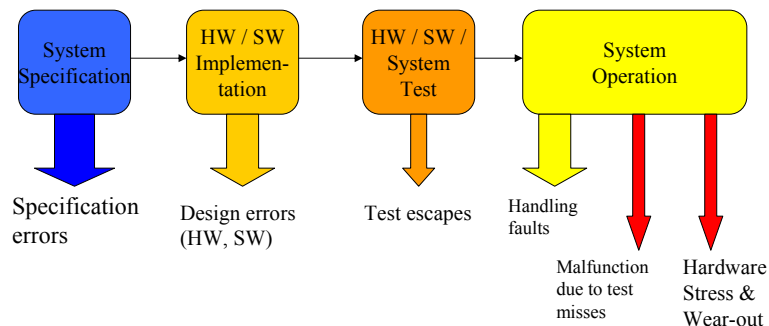 System
Specification
HW / SW
Implemen-
tation
HW / SW /
System
Test
System
Operation
Specification
errors
Design errors
(HW, SW)
Test escapes
Handling
faults
Malfunction
due to test
misses
Hardware
Stress &
Wear-out